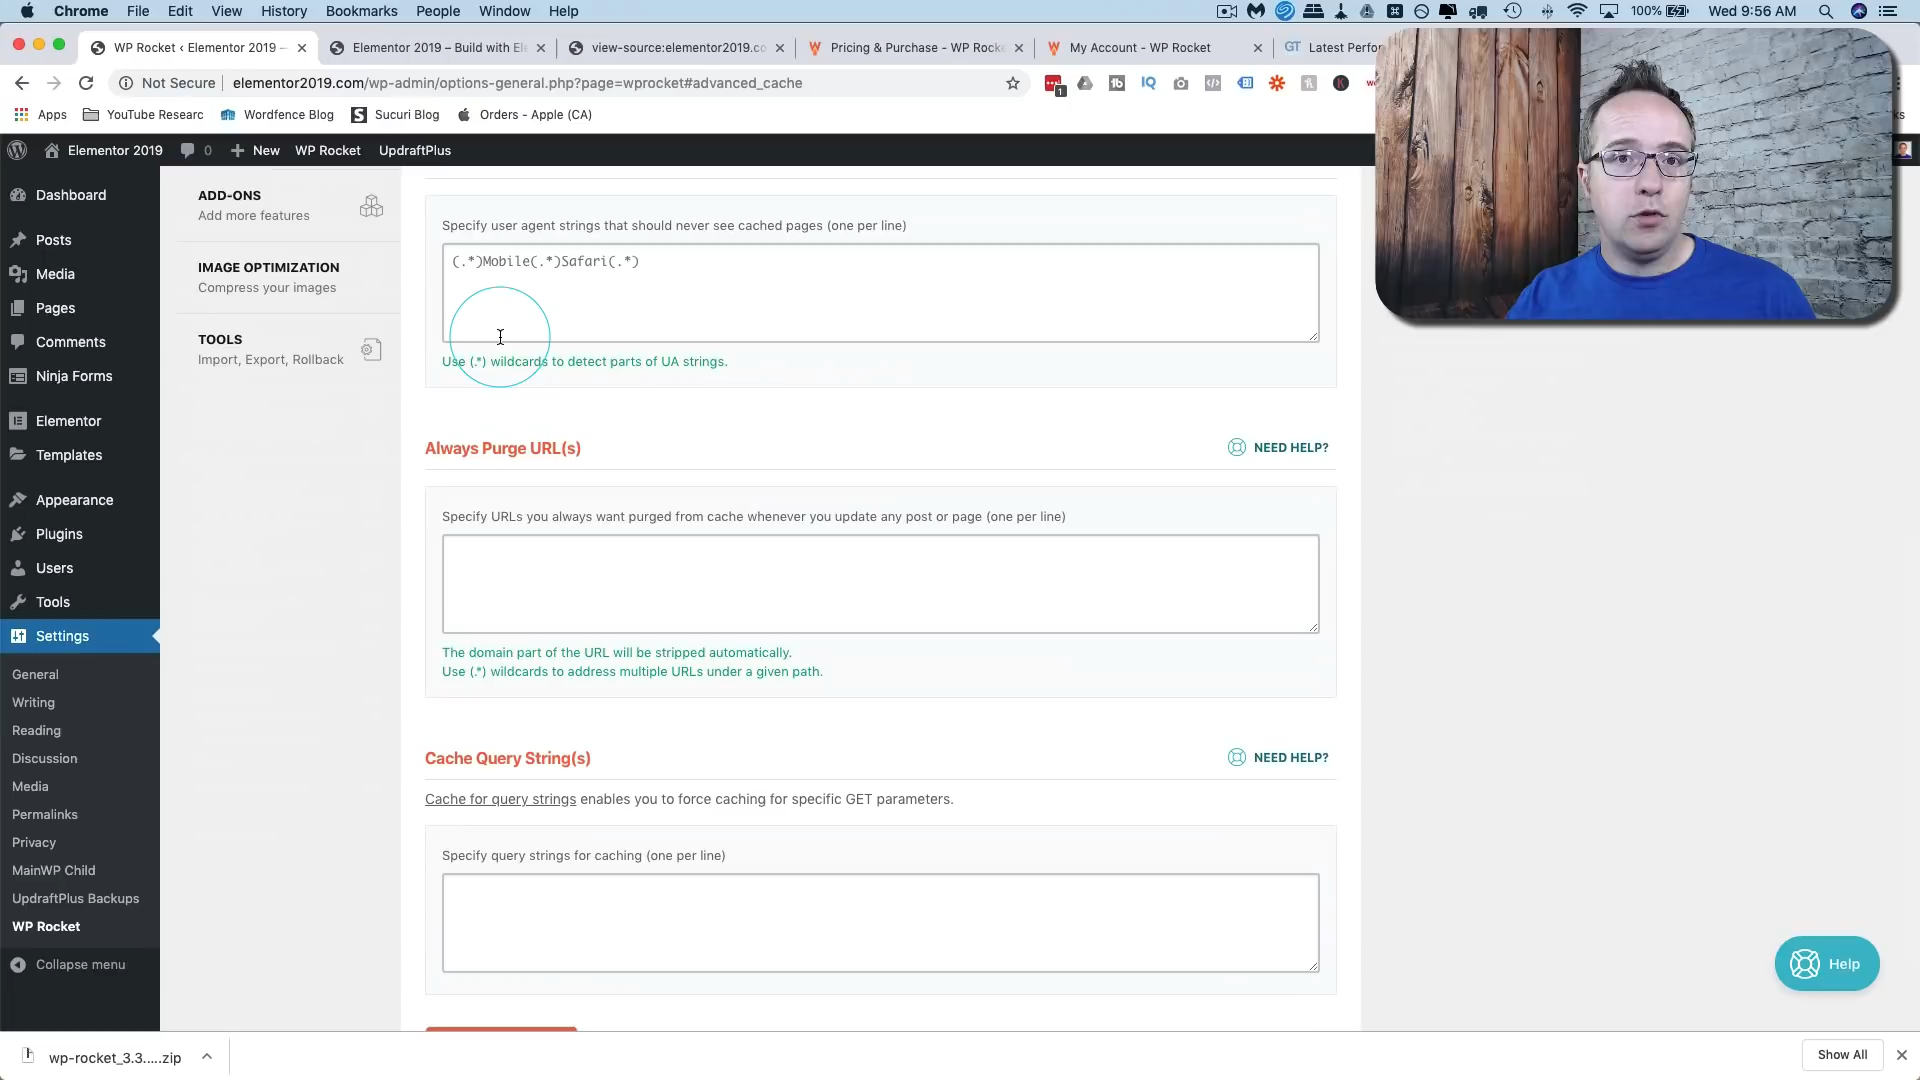 Chrome File Edit View History Bookmarks People Window Help
100% Wed 9:56 AM
WP Rocket ‹ Elementor 2019 –
Elementor 2019 – Build with Ele
view-source:elementor2019.co
Pricing & Purchase - WP Rocke
My Account - WP Rocket
GT Latest Perfor
Not Secure elementor2019.com/wp-admin/options-general.php?page=wprocket#advanced_cache
1
Apps YouTube Researc Wordfence Blog Sucuri Blog Orders - Apple (CA)
Elementor 2019 0 New WP Rocket UpdraftPlus
Dashboard
Posts
Media
Pages
Comments
Ninja Forms
Elementor
Templates
Appearance
Plugins
Users
Tools
Settings
General
Writing
Reading
Discussion
Media
Permalinks
Privacy
MainWP Child
UpdraftPlus Backups
WP Rocket
Collapse menu
ADD-ONS
Add more features
IMAGE OPTIMIZATION
Compress your images
TOOLS
Import, Export, Rollback
Specify user agent strings that should never see cached pages (one per line)
(.*)Mobile(.*)Safari(.*)
Use (.*) wildcards to detect parts of UA strings.
Always Purge URL(s)
NEED HELP?
Specify URLs you always want purged from cache whenever you update any post or page (one per line)
The domain part of the URL will be stripped automatically.
Use (.*) wildcards to address multiple URLs under a given path.
Cache Query String(s)
NEED HELP?
Cache for query strings enables you to force caching for specific GET parameters.
Specify query strings for caching (one per line)
Help
wp-rocket_3.3.....zip
Show All